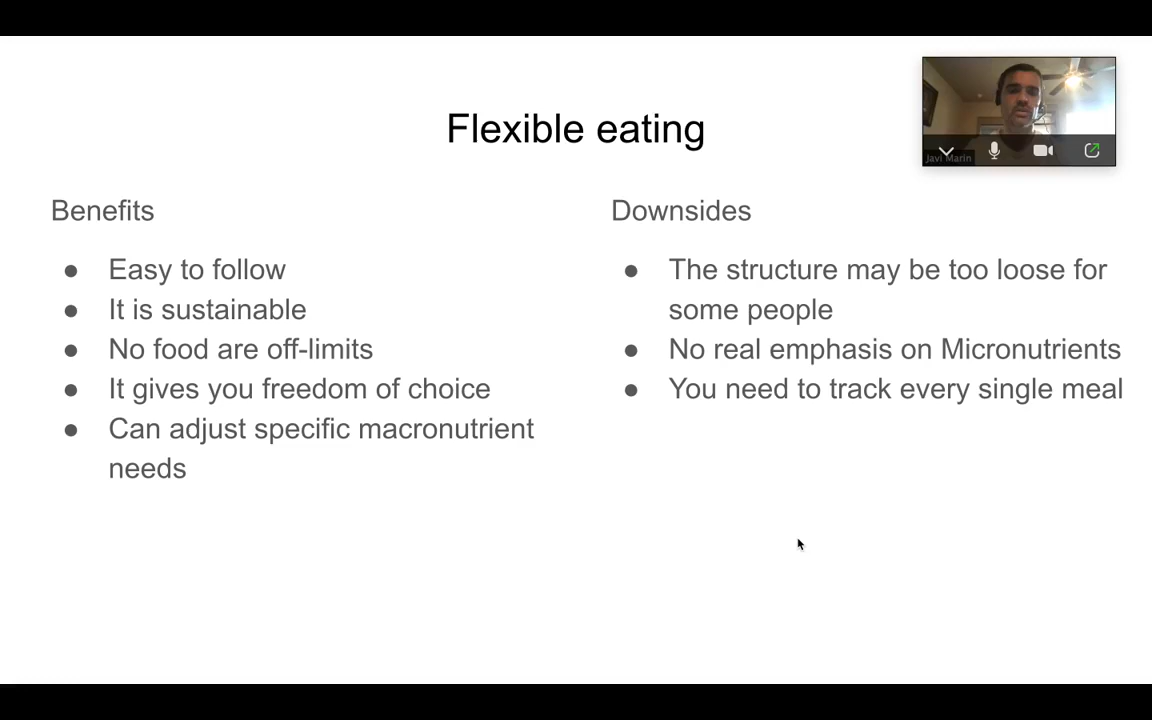 Flexible eating
Javi Marin
Benefits
● Easy to follow
● It is sustainable
● No food are off-limits
● It gives you freedom of choice
● Can adjust specific macronutrient
needs
Downsides
● The structure may be too loose for
some people
● No real emphasis on Micronutrients
● You need to track every single meal